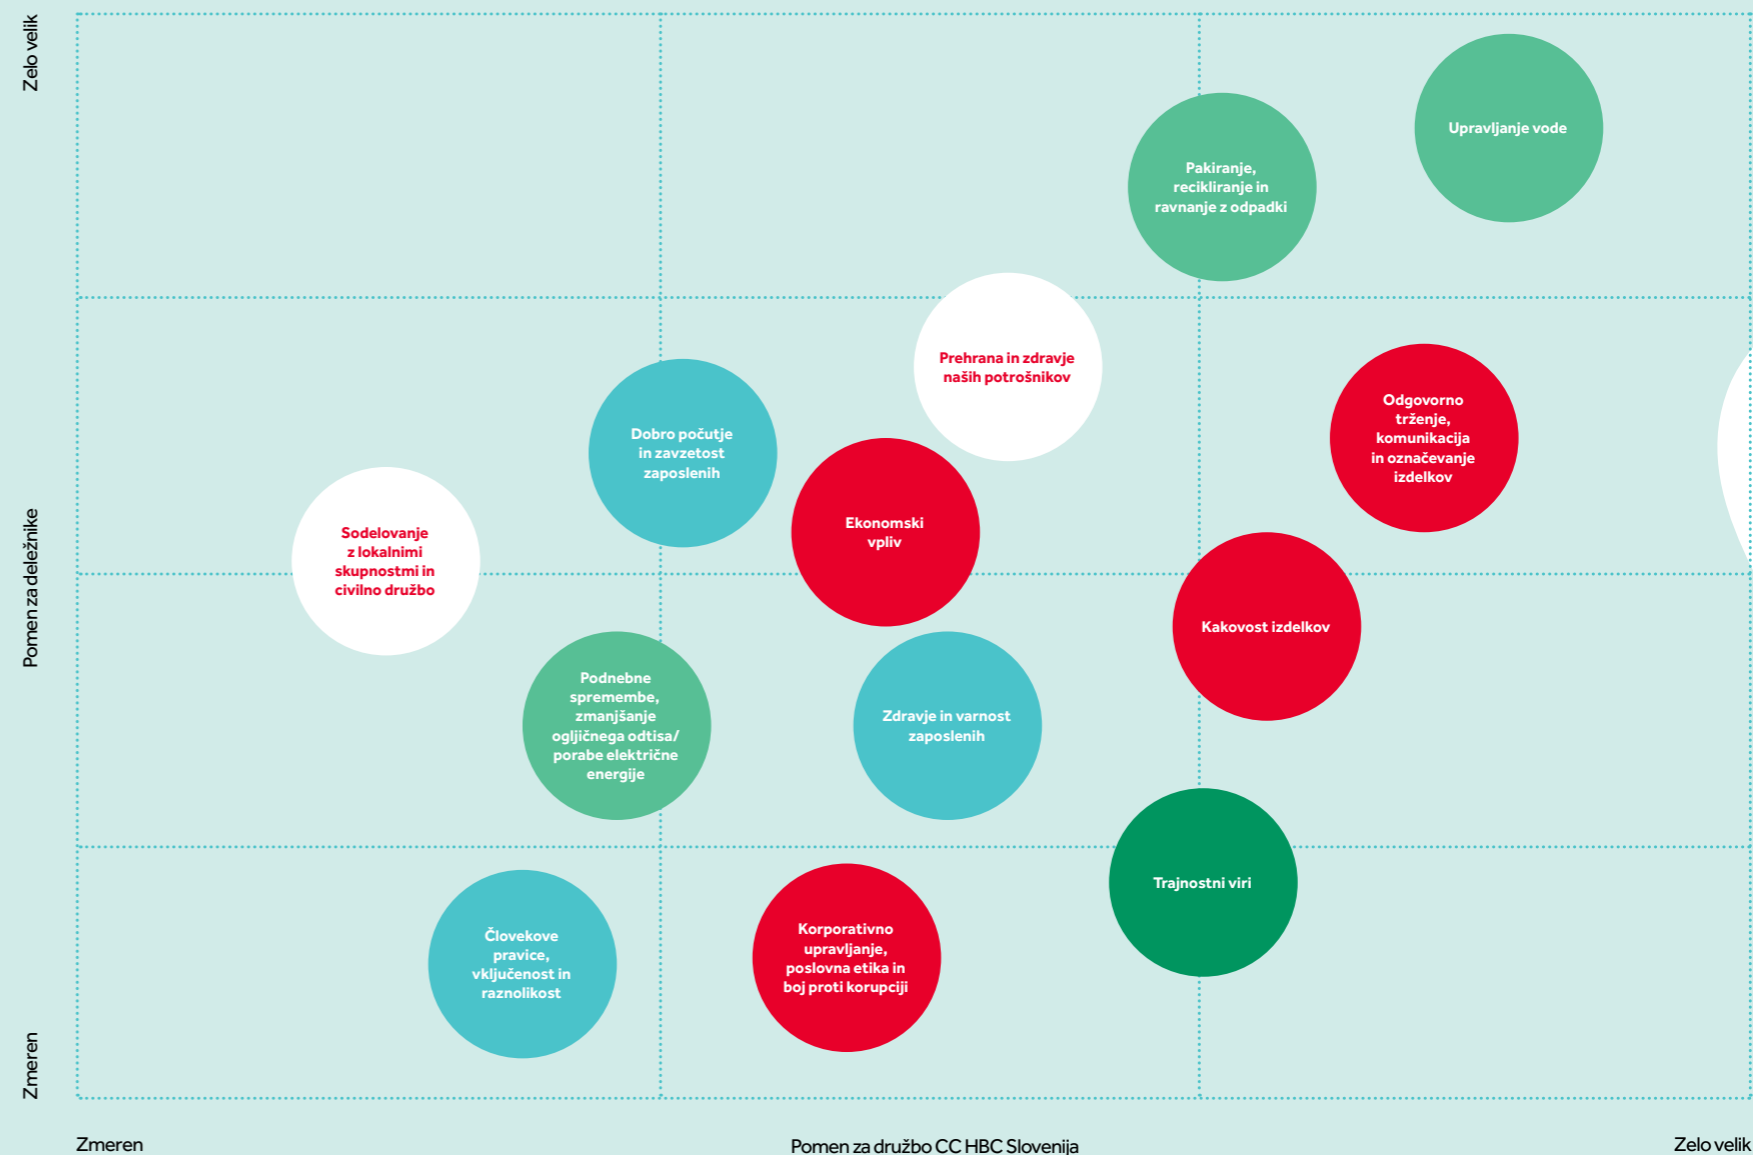 Zelo velik
Pomen za deležnike
Zmeren
Upravljanje vode
Pakiranje,
recikliranje in
ravnanje z odpadki
Prehrana in zdravje
naših potrošnikov
Odgovorno
trženje,
komunikacija
in označevanje
izdelkov
Dobro počutje
in zavzetost
zaposlenih
Ekonomski
vpliv
Sodelovanje
z lokalnimi
skupnostmi in
civilno družbo
Kakovost izdelkov
Podnebne
spremembe,
zmanjšanje
ogljičnega odtisa/
porabe električne
energije
Zdravje in varnost
zaposlenih
Trajnostni viri
Človekove
pravice,
vključenost in
raznolikost
Korporativno
upravljanje,
poslovna etika in
boj proti korupciji
Zmeren
Pomen za družbo CC HBC Slovenija
Zelo velik